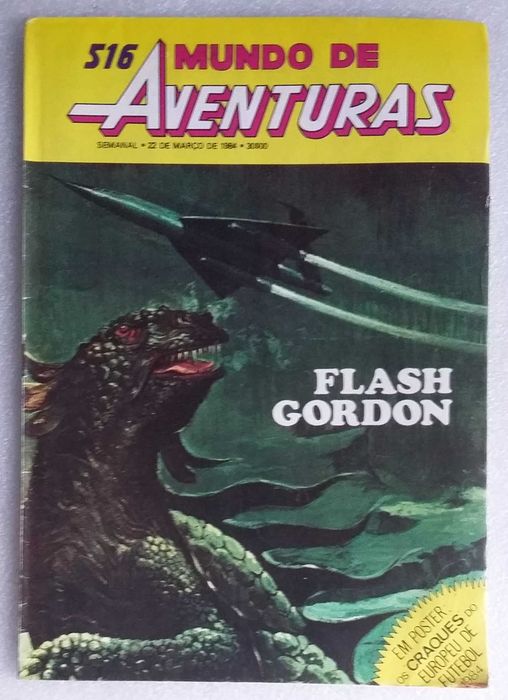 516 MUNDO DE
AVENTURAS
SEMANAL • 22 DE MARÇO DE 1984 • 30$00
FLASH
GORDON
EM POSTER...
OS CRAQUES DO
EUROPEU DE
FUTEBOL
1984